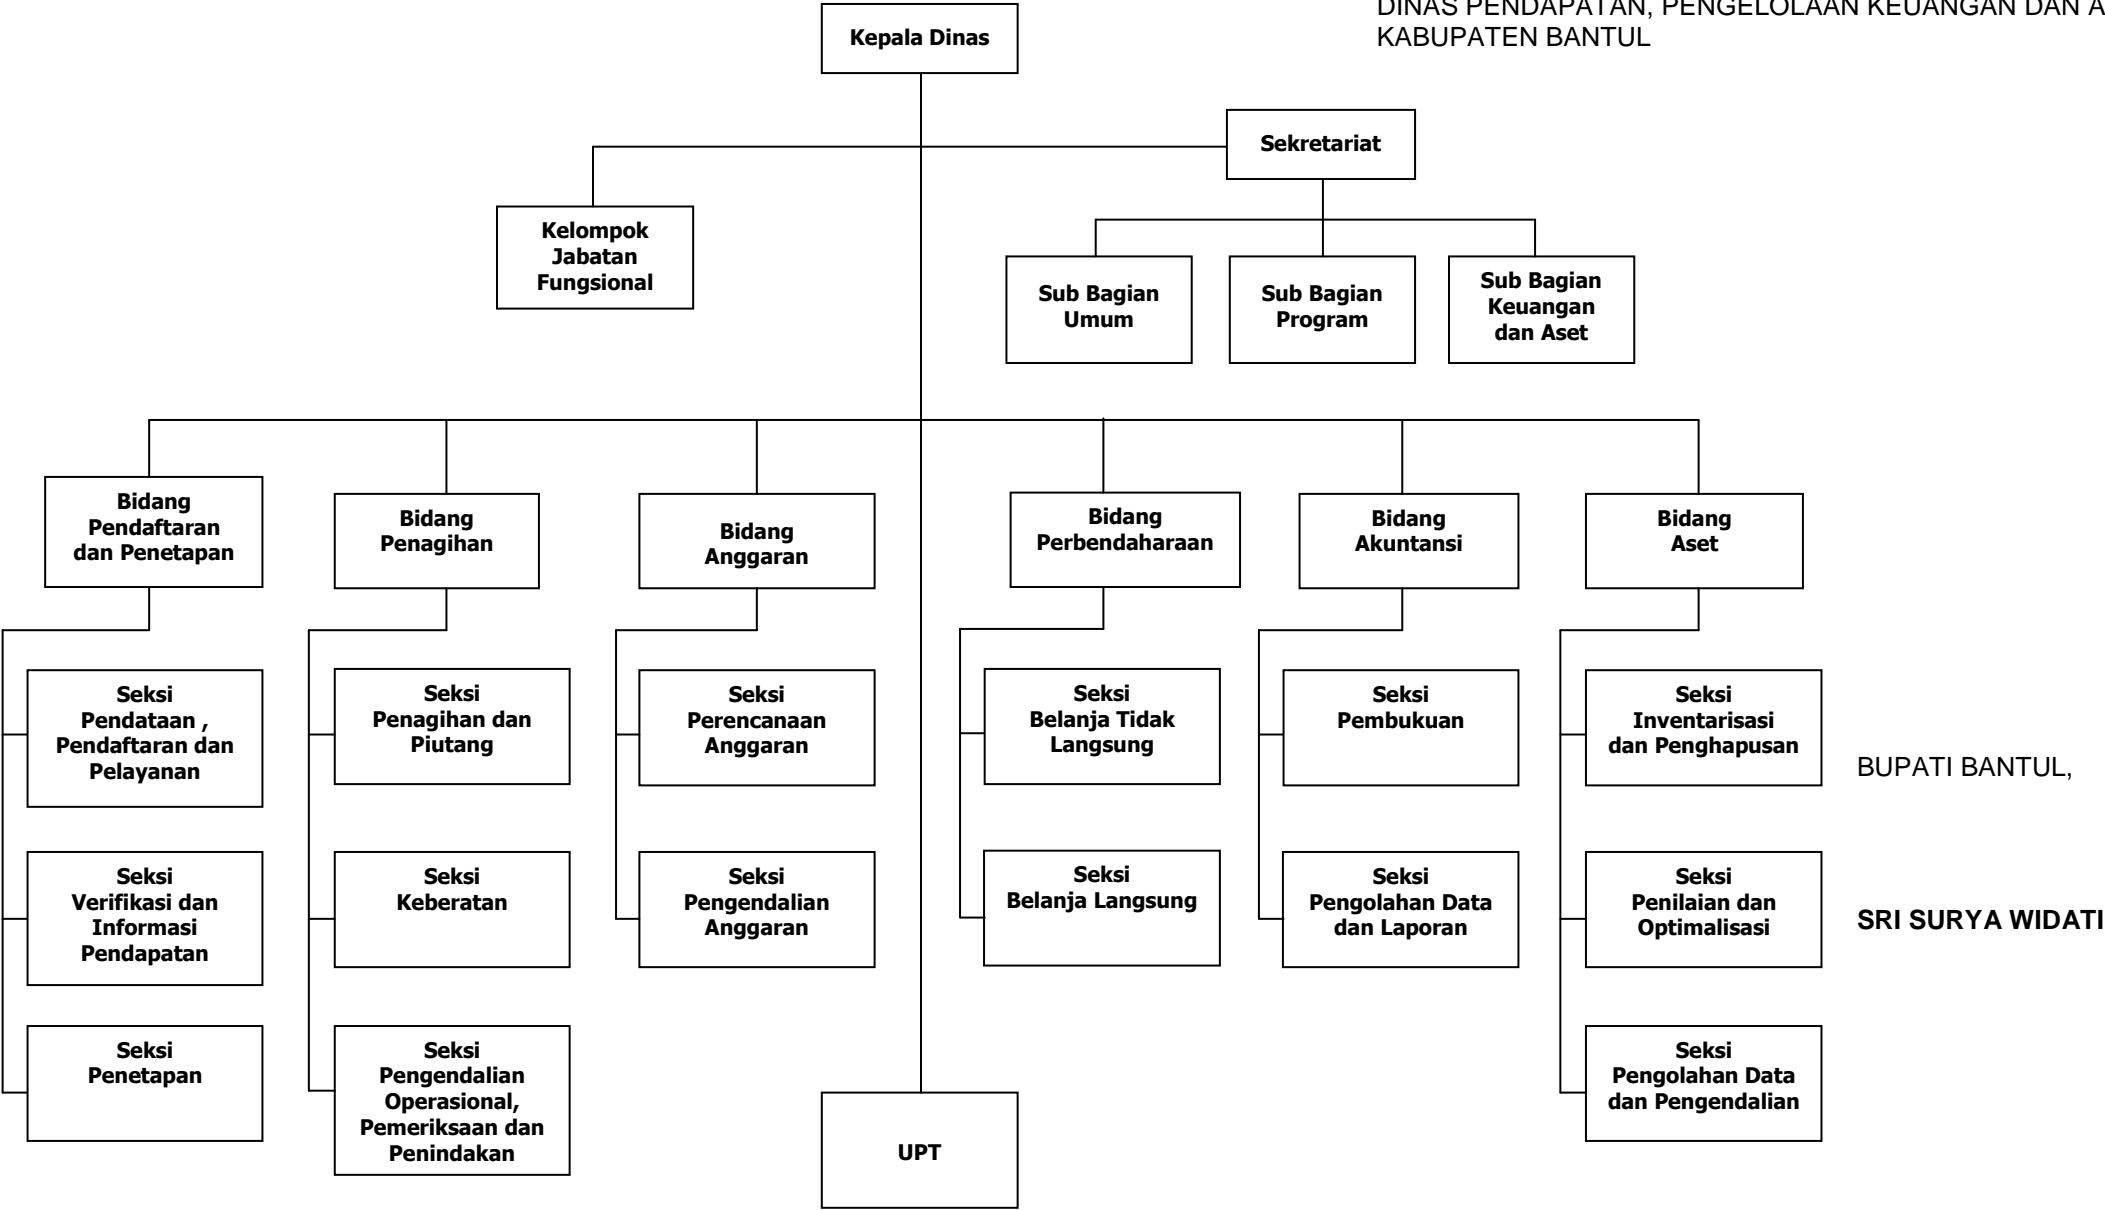 DINAS PENDAPATAN, PENGELOLAAN KEUANGAN DAN A
KABUPATEN BANTUL
Kepala Dinas
Sekretariat
Kelompok
Jabatan
Fungsional
Sub Bagian
Umum
Sub Bagian
Program
Sub Bagian
Keuangan
dan Aset
Bidang
Pendaftaran
dan Penetapan
Bidang
Penagihan
Bidang
Anggaran
Bidang
Perbendaharaan
Bidang
Akuntansi
Bidang
Aset
Seksi
Pendataan ,
Pendaftaran dan
Pelayanan
Seksi
Penagihan dan
Piutang
Seksi
Perencanaan
Anggaran
Seksi
Belanja Tidak
Langsung
Seksi
Pembukuan
Seksi
Inventarisasi
dan Penghapusan
BUPATI BANTUL,
Seksi
Verifikasi dan
Informasi
Pendapatan
Seksi
Keberatan
Seksi
Pengendalian
Anggaran
Seksi
Belanja Langsung
Seksi
Pengolahan Data
dan Laporan
Seksi
Penilaian dan
Optimalisasi
SRI SURYA WIDATI
Seksi
Penetapan
Seksi
Pengendalian
Operasional,
Pemeriksaan dan
Penindakan
UPT
Seksi
Pengolahan Data
dan Pengendalian